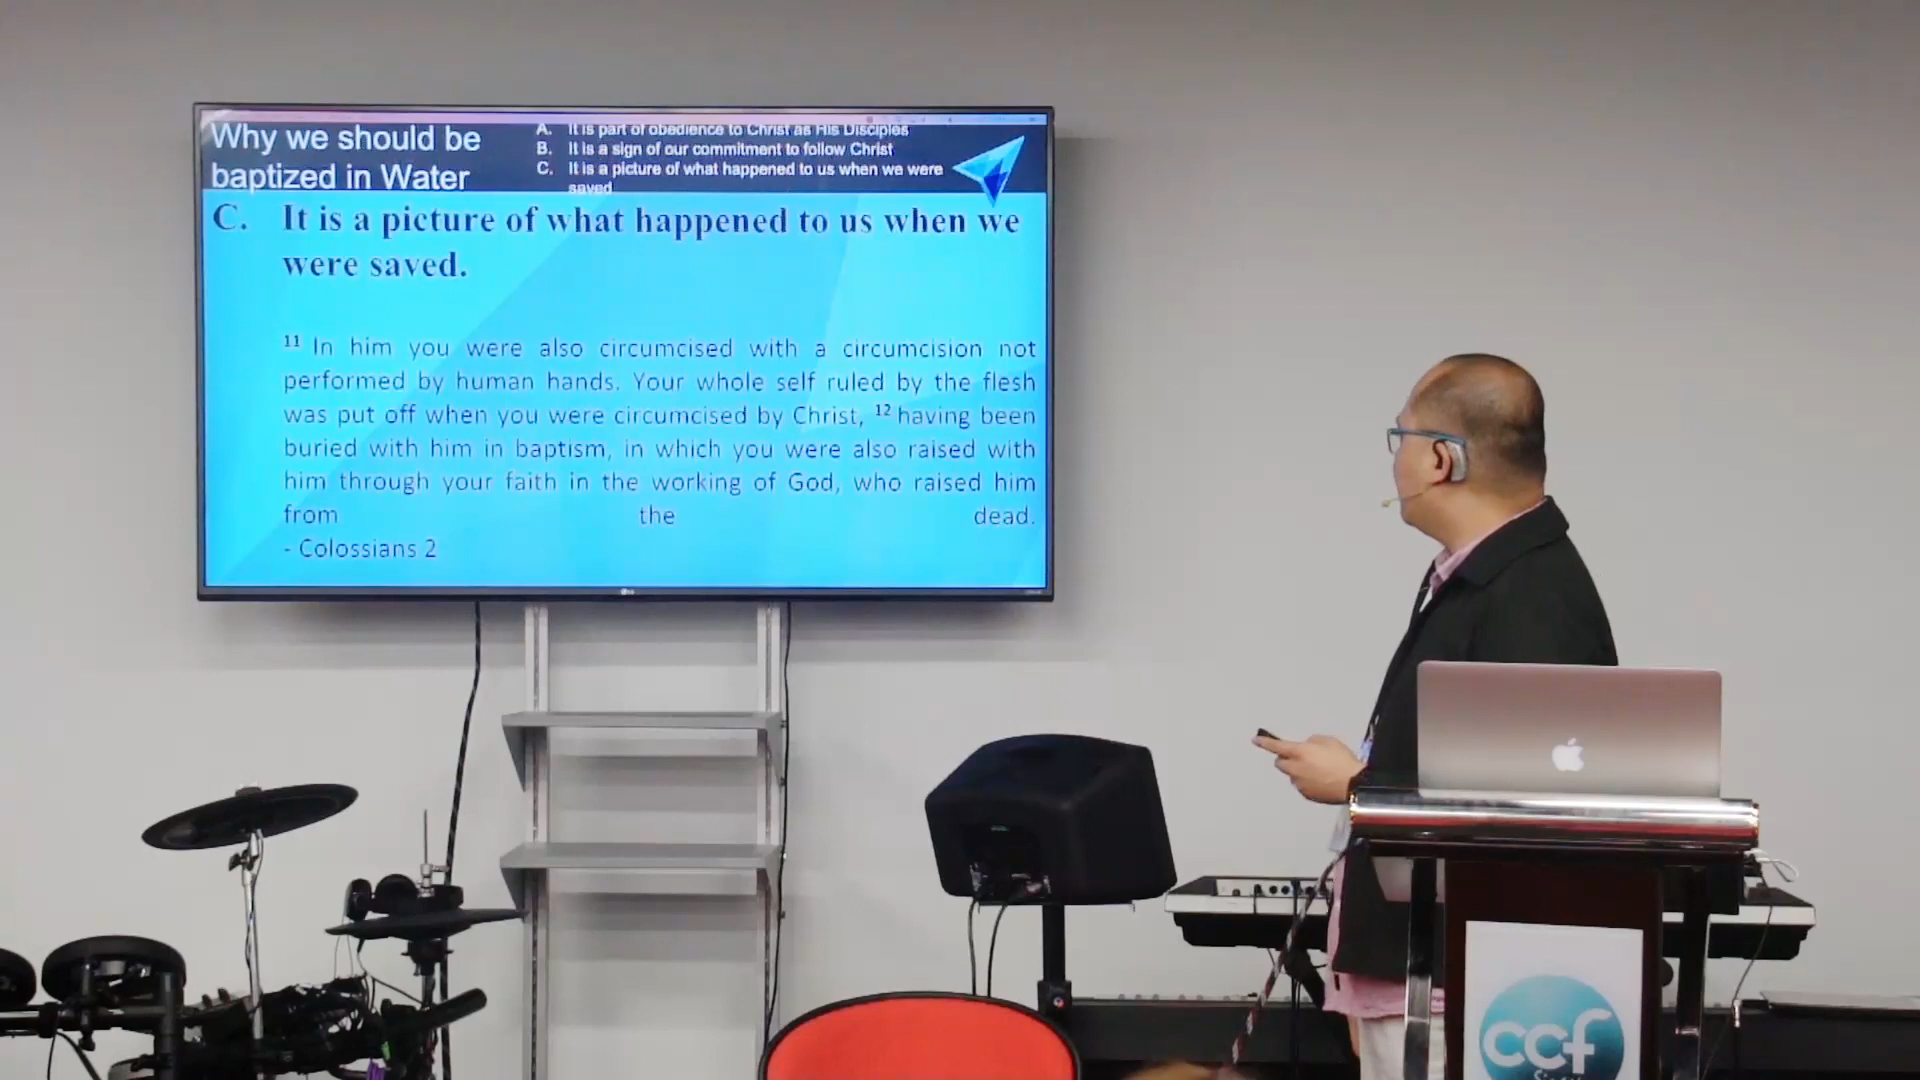 Why we should be
baptized in Water
A. It is part of obedience to Christ as His Disciples
B. It is a sign of our commitment to follow Christ
C. It is a picture of what happened to us when we were
saved
C. It is a picture of what happened to us when we
were saved.
11 In him you were also circumcised with a circumcision not
performed by human hands. Your whole self ruled by the flesh
was put off when you were circumcised by Christ, 12 having been
buried with him in baptism, in which you were also raised with
him through your faith in the working of God, who raised him
from the dead.
- Colossians 2
LG
ccf